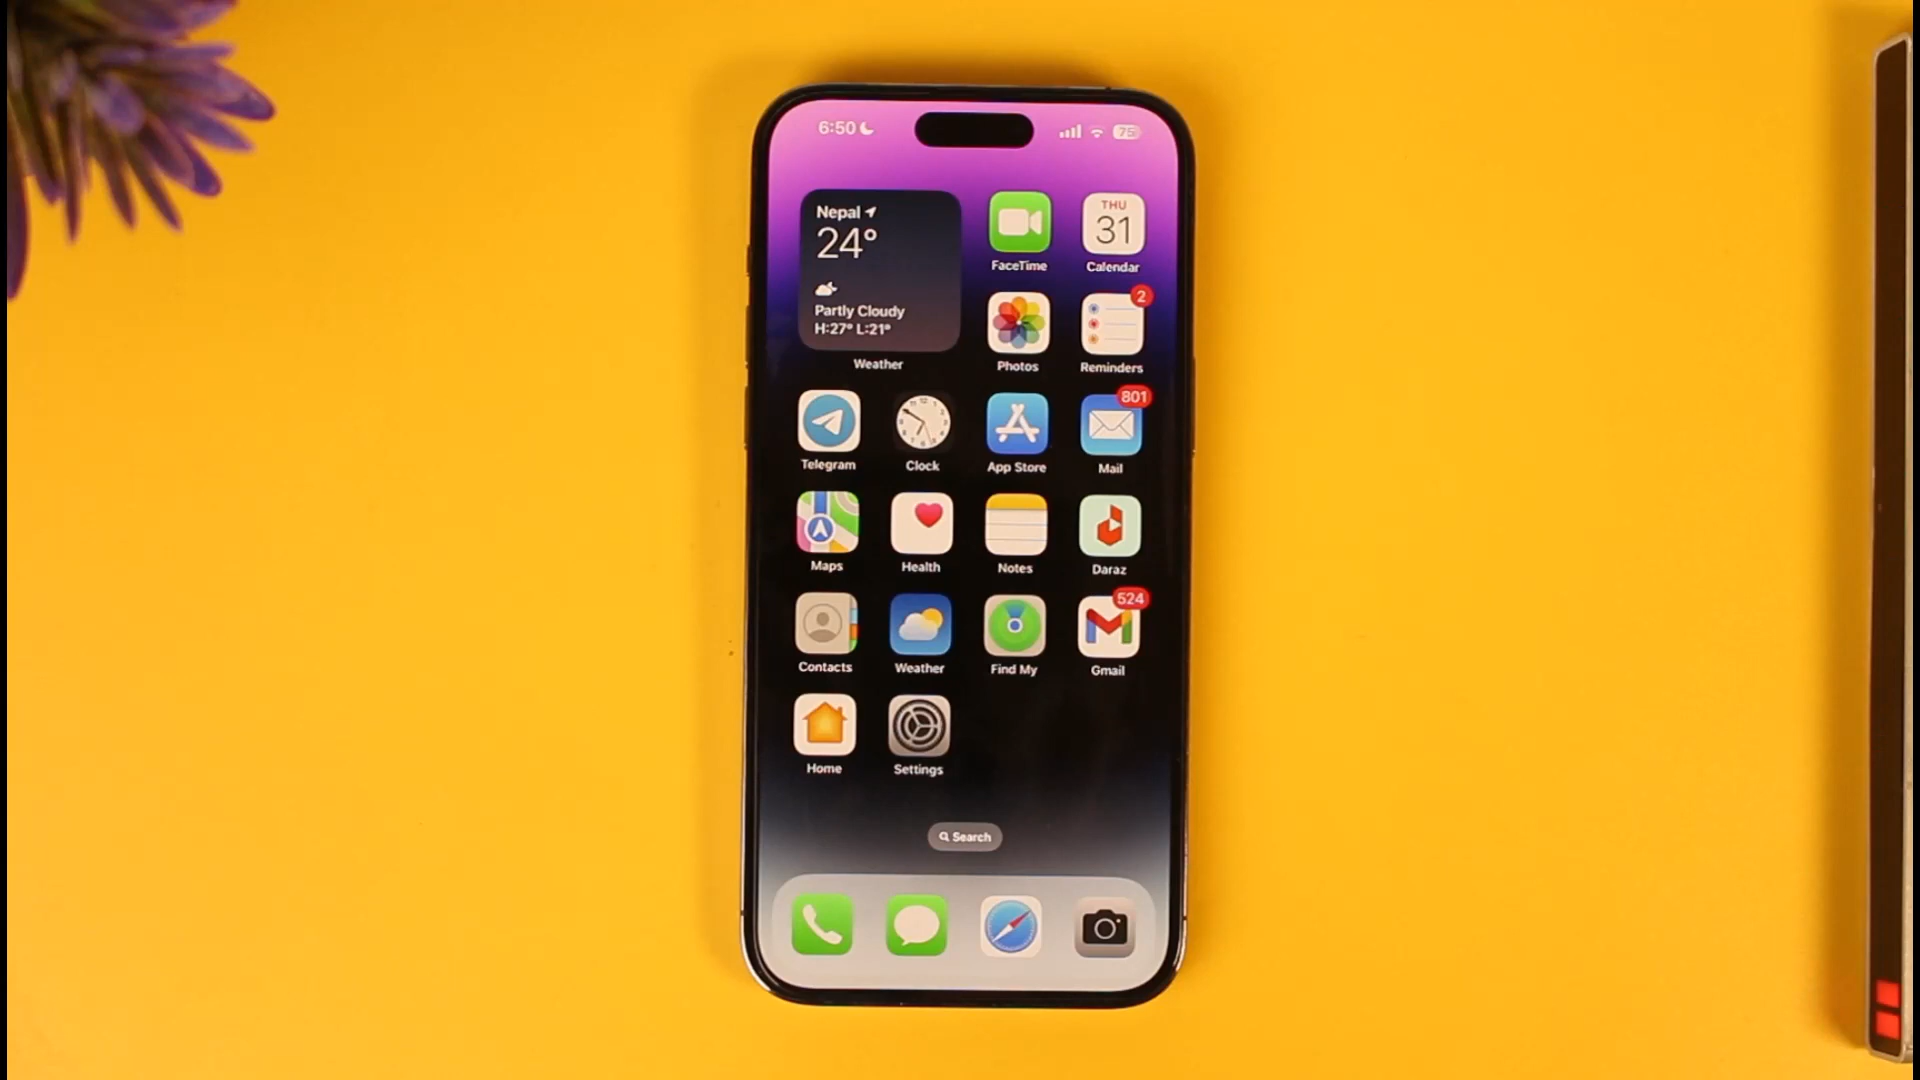 6:50
75
Nepal
24°
Partly Cloudy
H:27° L:21°
Weather
FaceTime
THU
31
Calendar
Photos
2
Reminders
Telegram
Clock
App Store
801
Mail
Maps
Health
Notes
Daraz
Contacts
Weather
Find My
524
Gmail
Home
Settings
Search